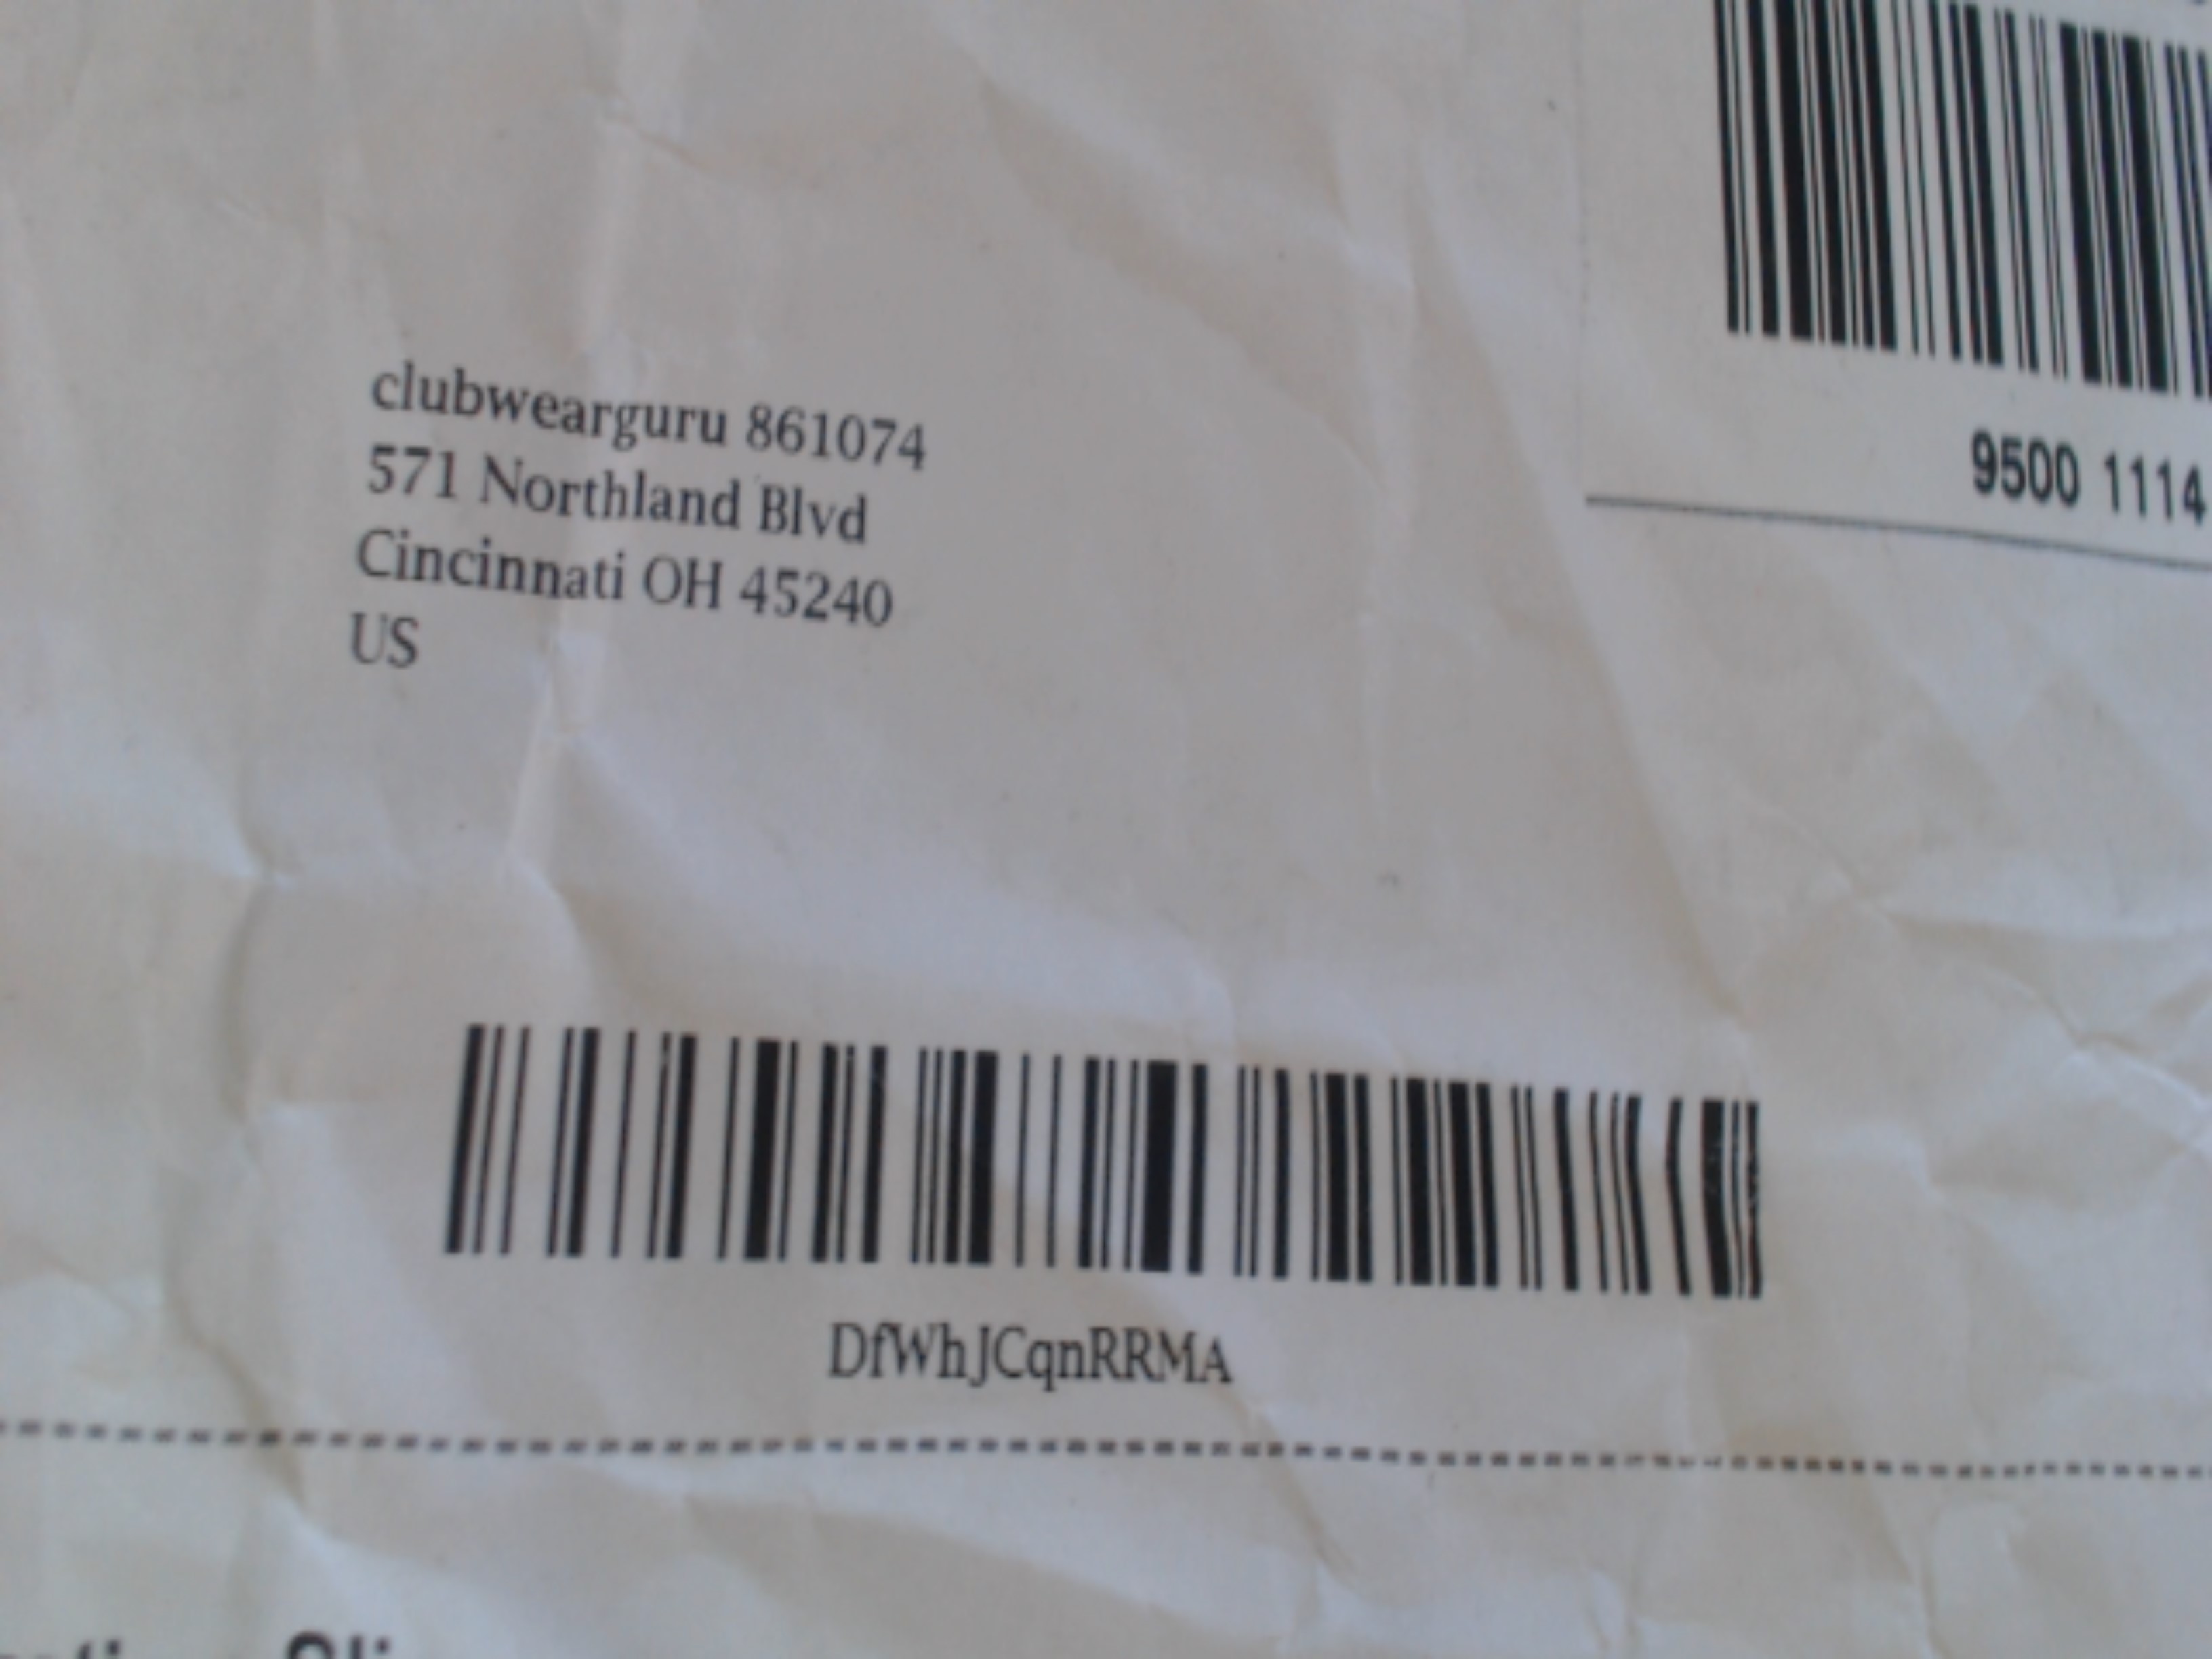 clubwearguru 861074
571 Northland Blvd
Cincinnati OH 45240
US
9500 1114
DfWhJCqnRRMA